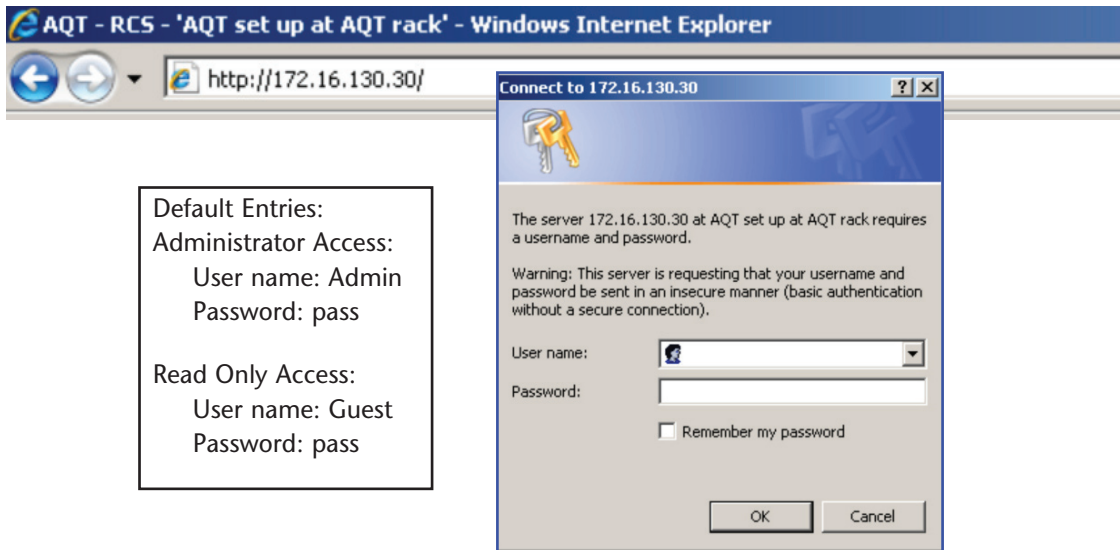 AQT - RCS - 'AQT set up at AQT rack' - Windows Internet Explorer
http://172.16.130.30/
Connect to 172.16.130.30
Default Entries:
Administrator Access:
User name: Admin
Password: pass
Read Only Access:
User name: Guest
Password: pass
The server 172.16.130.30 at AQT set up at AQT rack requires
a username and password.
Warning: This server is requesting that your username and
password be sent in an insecure manner (basic authentication
without a secure connection).
User name:
Password:
Remember my password
OK Cancel